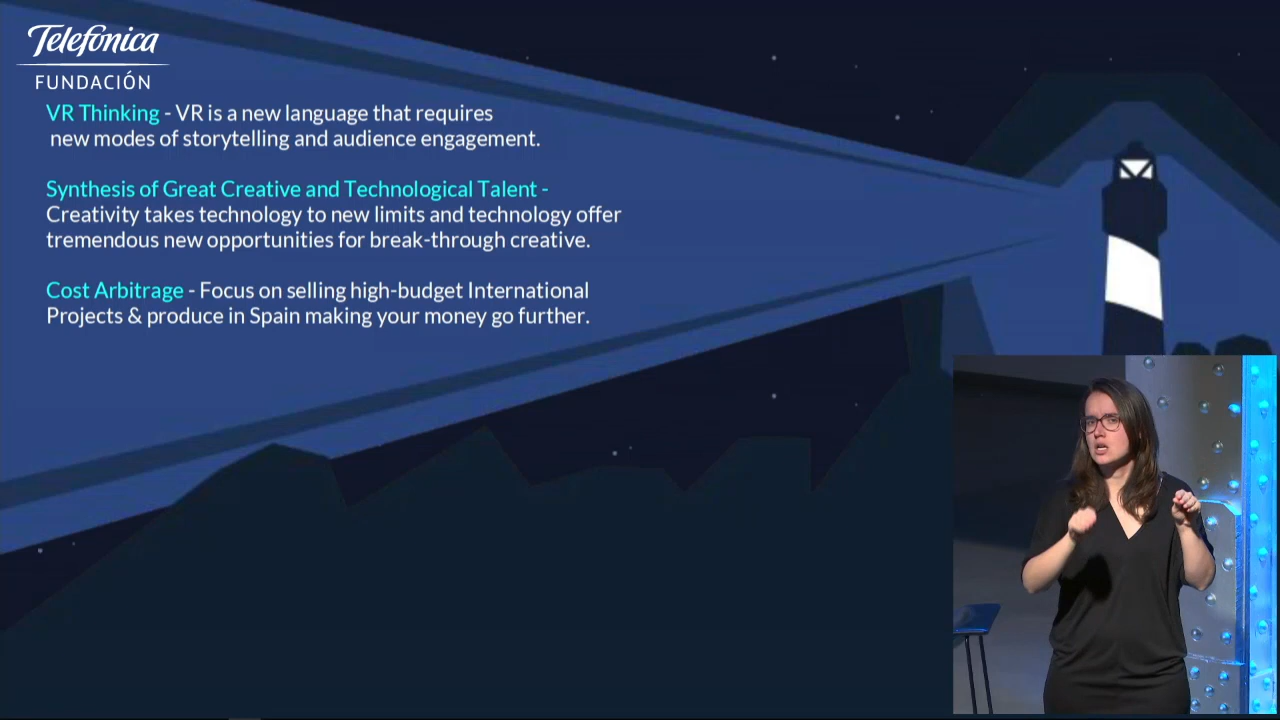 Telefónica
FUNDACIÓN
VR Thinking - VR is a new language that requires
new modes of storytelling and audience engagement.
Synthesis of Great Creative and Technological Talent -
Creativity takes technology to new limits and technology offer
tremendous new opportunities for break-through creative.
Cost Arbitrage - Focus on selling high-budget International
Projects & produce in Spain making your money go further.